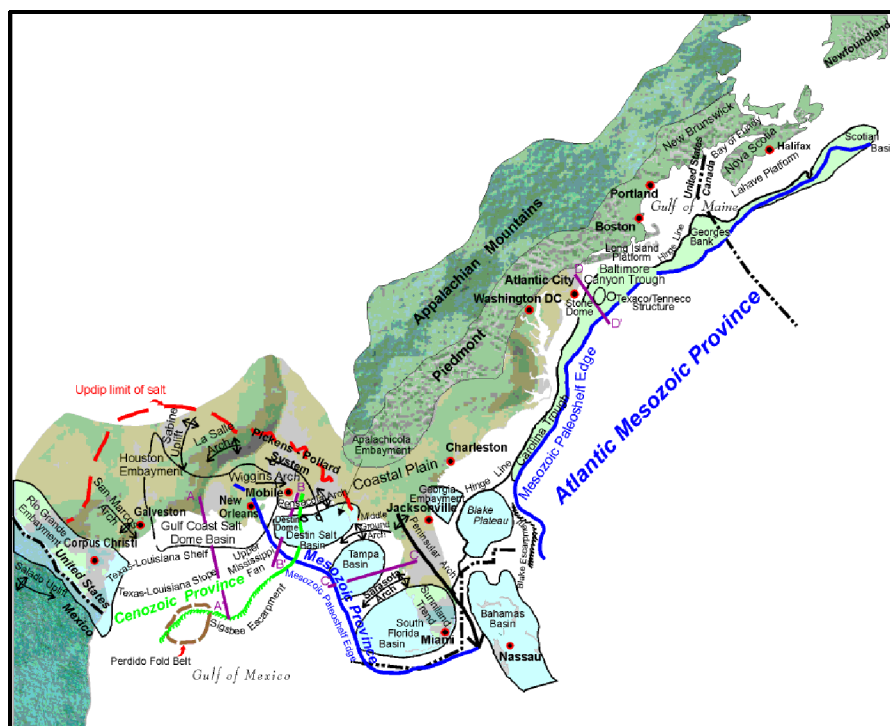 Newfoundland
New Brunswick
Bay of Fundy
Nova Scotia
Halifax
Scotian
Basin
United States
Canada
Lahave Platform
Portland
Gulf of Maine
Boston
Georges
Bank
Hinge Line
Long Island
Platform
Appalachian Mountains
Atlantic City
Baltimore
Canyon Trough
D
D'
Washington DC
Stone
Dome
Texaco/Tenneco
Structure
Piedmont
Atlantic Mesozoic Province
Mesozoic Paleoshelf Edge
Carolina Trough
Updip limit of salt
Sabine
Uplift
La Salle
Arch
Houston
Embayment
Pickens - Pollard
System
Apalachicola
Embayment
Coastal Plain
Charleston
Hinge Line
Wiggins Arch
San Marcos
Arch
Galveston
A
New
Orleans
Mobile
B
Pensacola Arch
Georgia
Embayment
Jacksonville
Blake
Plateau
Rio Grande
Embayment
Gulf Coast Salt
Dome Basin
Destin
Dome
Destin Salt
Basin
Middle
Ground
Arch
Peninsular Arch
Blake Escarpment
Corpus Christi
Texas-Louisiana Shelf
Upper
Mississippi
Fan
B'
Tampa
Basin
C
C'
United States
Mexico
Salado Uplift
Texas-Louisiana Slope
Cenozoic Province
A'
Sigsbee Escarpment
Mesozoic Province
Mesozoic Paleoshelf Edge
Sarasota
Arch
Sunniland
Trend
South
Florida
Basin
Miami
Bahamas
Basin
Nassau
Perdido Fold Belt
Gulf of Mexico